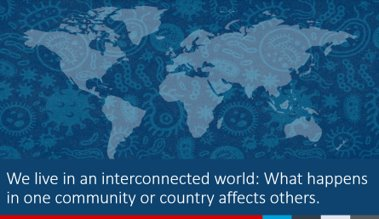 We live in an interconnected world: What happens
in one community or country affects others.